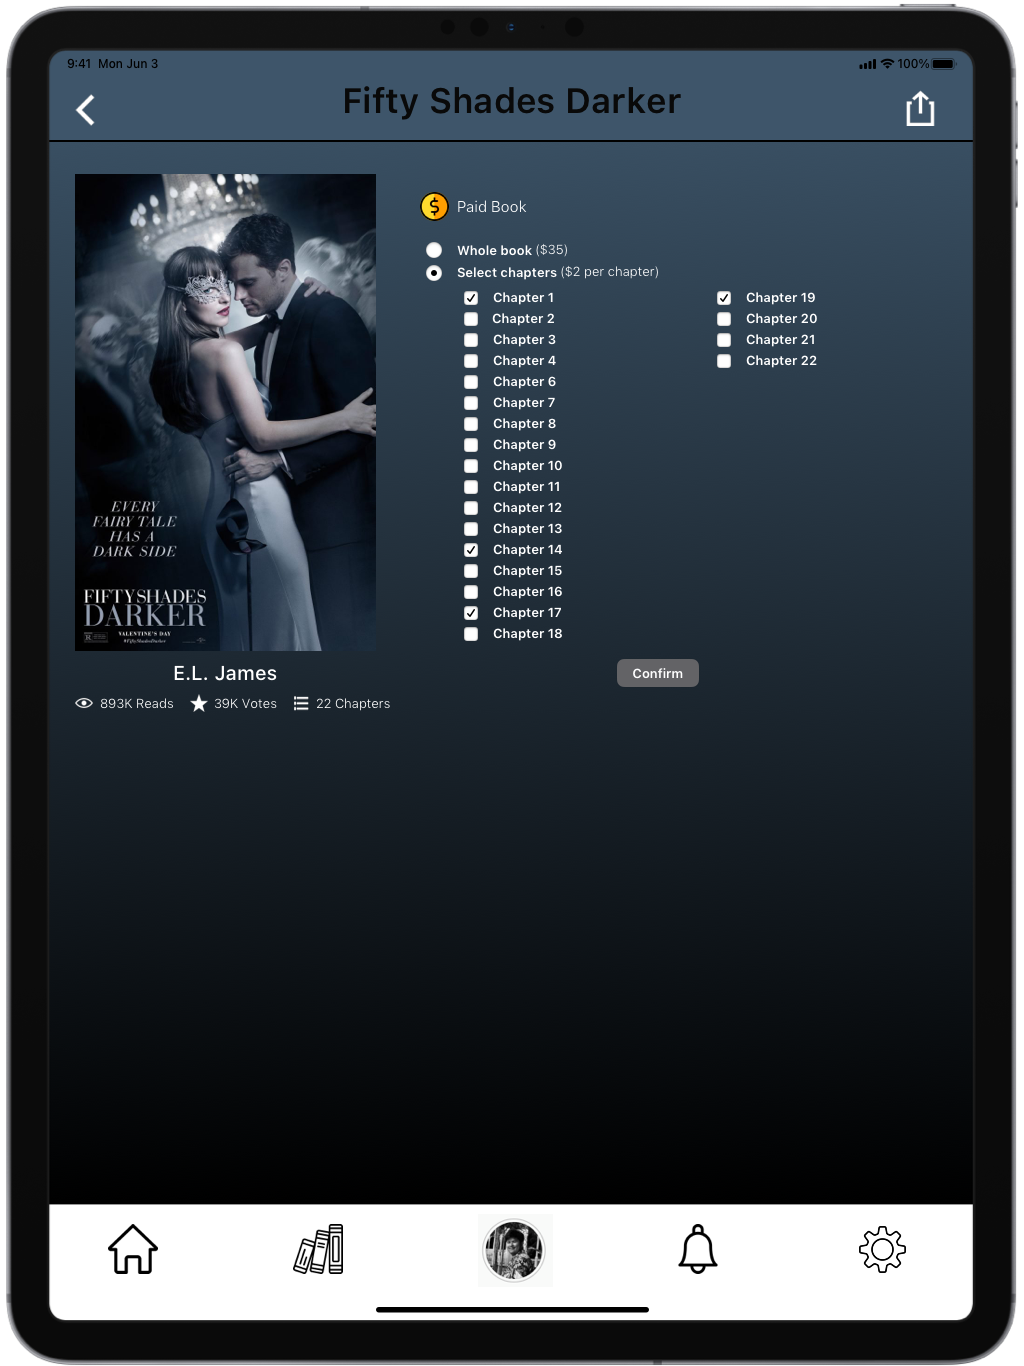 9:41 Mon Jun 3
100%
Fifty Shades Darker
EVERY
FAIRY TALE
HAS A
DARK SIDE
FIFTY SHADES
DARKER
R
VALENTINE'S DAY
#FiftyShadesDarker
E.L. James
893K Reads
39K Votes
22 Chapters
$ Paid Book
Whole book ($35)
Select chapters ($2 per chapter)
Chapter 1
Chapter 2
Chapter 3
Chapter 4
Chapter 6
Chapter 7
Chapter 8
Chapter 9
Chapter 10
Chapter 11
Chapter 12
Chapter 13
Chapter 14
Chapter 15
Chapter 16
Chapter 17
Chapter 18
Chapter 19
Chapter 20
Chapter 21
Chapter 22
Confirm